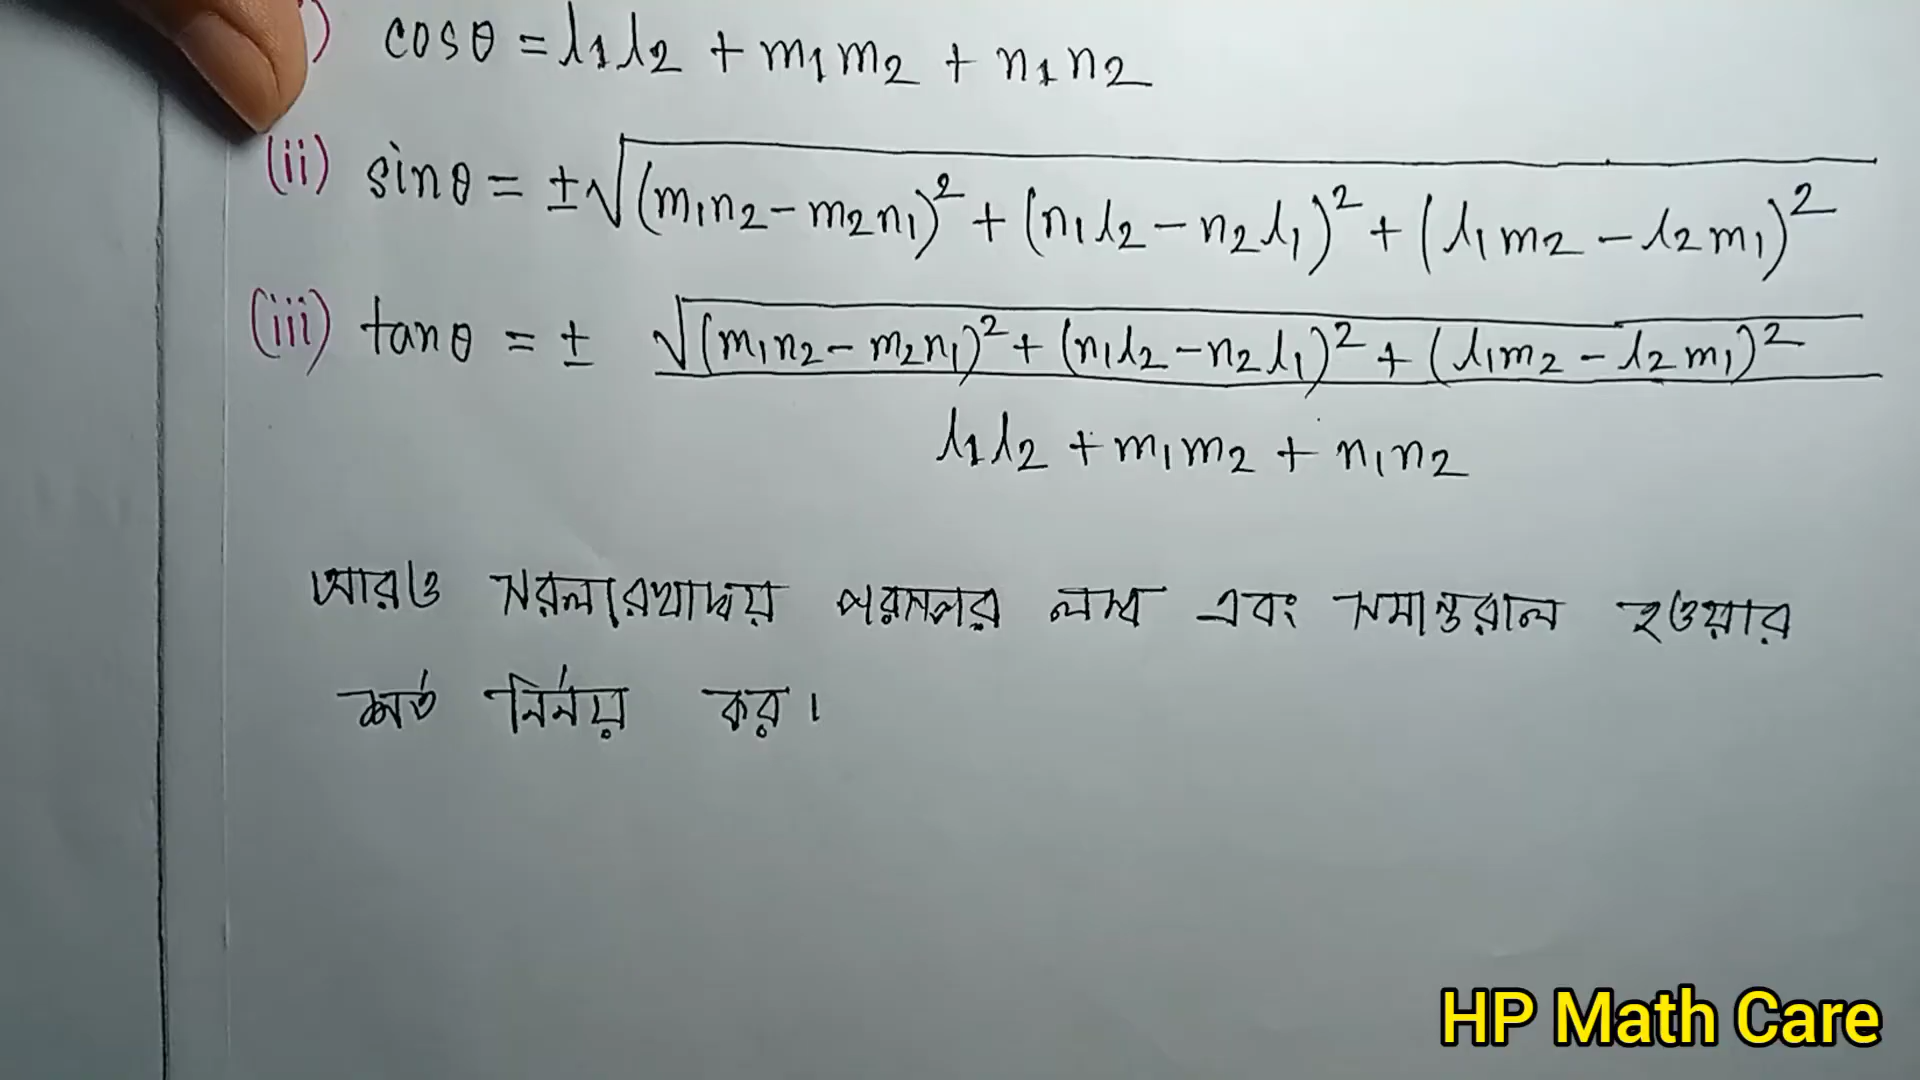 ) cosθ = l₁l₂ + m₁m₂ + n₁n₂
(ii) sinθ = ±√(m₁n₂ - m₂n₁)² + (n₁l₂ - n₂l₁)² + (l₁m₂ - l₂m₁)²
(iii) tanθ = ± √(m₁n₂ - m₂n₁)² + (n₁l₂ - n₂l₁)² + (l₁m₂ - l₂m₁)²
l₁l₂ + m₁m₂ + n₁n₂
আরও সরলরেখাদ্বয় পরস্পর লম্ব এবং সমান্তরাল হওয়ার
শর্ত নির্ণয় কর।
HP Math Care